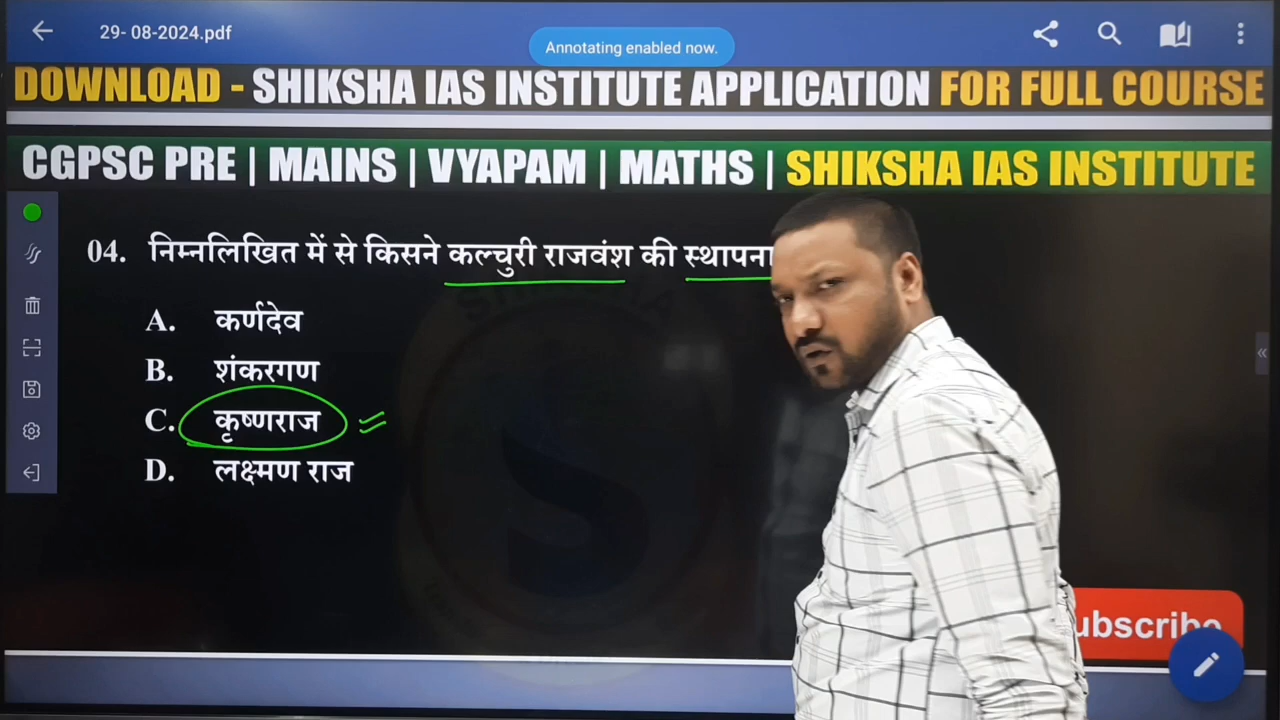 29- 08-2024.pdf
Annotating enabled now.
DOWNLOAD - SHIKSHA IAS INSTITUTE APPLICATION FOR FULL COURSE
CGPSC PRE | MAINS | VYAPAM | MATHS | SHIKSHA IAS INSTITUTE
04. निम्नलिखित में से किसने कल्चुरी राजवंश की स्थापना
A. कर्णदेव
B. शंकरगण
C. कृष्णराज
D. लक्ष्मण राज
ubscribe